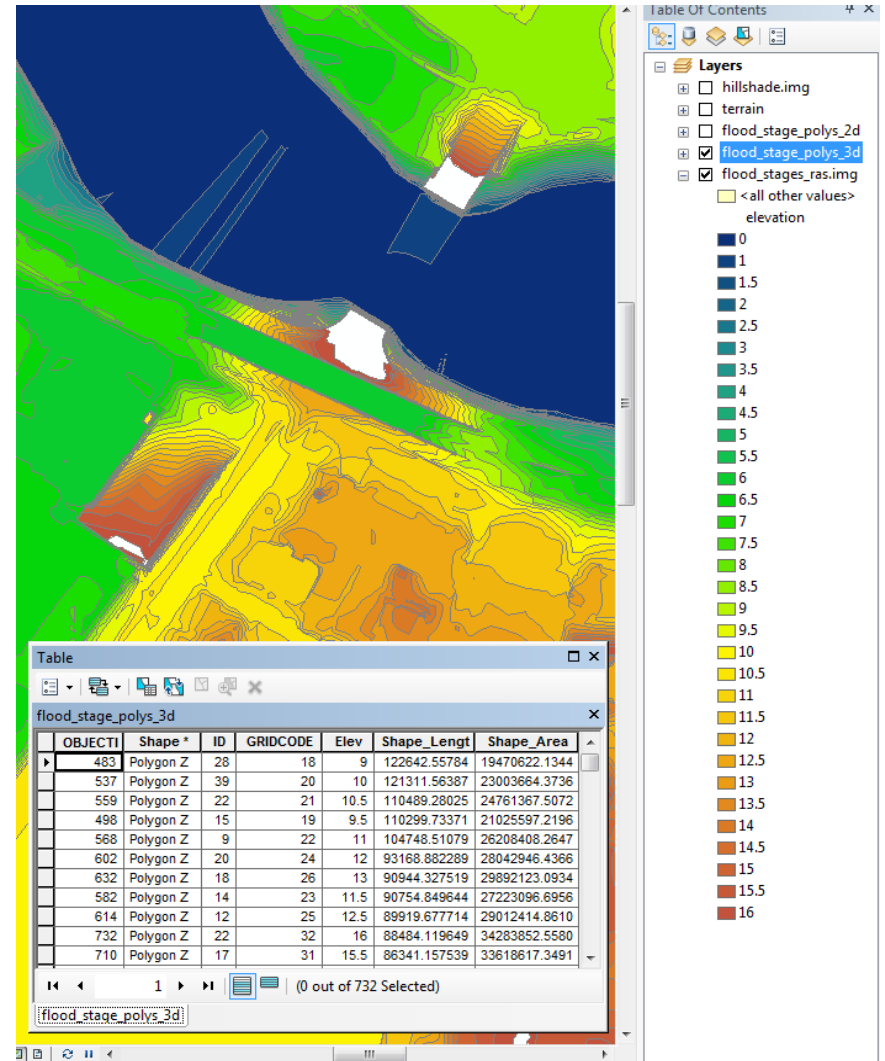 Table Of Contents
Layers
hillshade.img
terrain
flood_stage_polys_2d
flood_stage_polys_3d
flood_stages_ras.img
<all other values>
elevation
0
1
1.5
2
2.5
3
3.5
4
4.5
5
5.5
6
6.5
7
7.5
8
8.5
9
9.5
10
10.5
11
11.5
12
12.5
13
13.5
14
14.5
15
15.5
16
Table
flood_stage_polys_3d
OBJECTI Shape * ID GRIDCODE Elev Shape_Lengt Shape_Area
483 Polygon Z 28 18 9 122642.55784 19470622.1344
537 Polygon Z 39 20 10 121311.56387 23003664.3736
559 Polygon Z 22 21 10.5 110489.28025 24761367.5072
498 Polygon Z 15 19 9.5 110299.73371 21025597.2196
568 Polygon Z 9 22 11 104748.51079 26208408.2647
602 Polygon Z 20 24 12 93168.882289 28042946.4366
632 Polygon Z 18 26 13 90944.327519 29892123.0934
582 Polygon Z 14 23 11.5 90754.849644 27223096.6956
614 Polygon Z 12 25 12.5 89919.677714 29012414.8610
732 Polygon Z 22 32 16 88484.119649 34283852.5580
710 Polygon Z 17 31 15.5 86341.157539 33618617.3491
1 (0 out of 732 Selected)
flood_stage_polys_3d